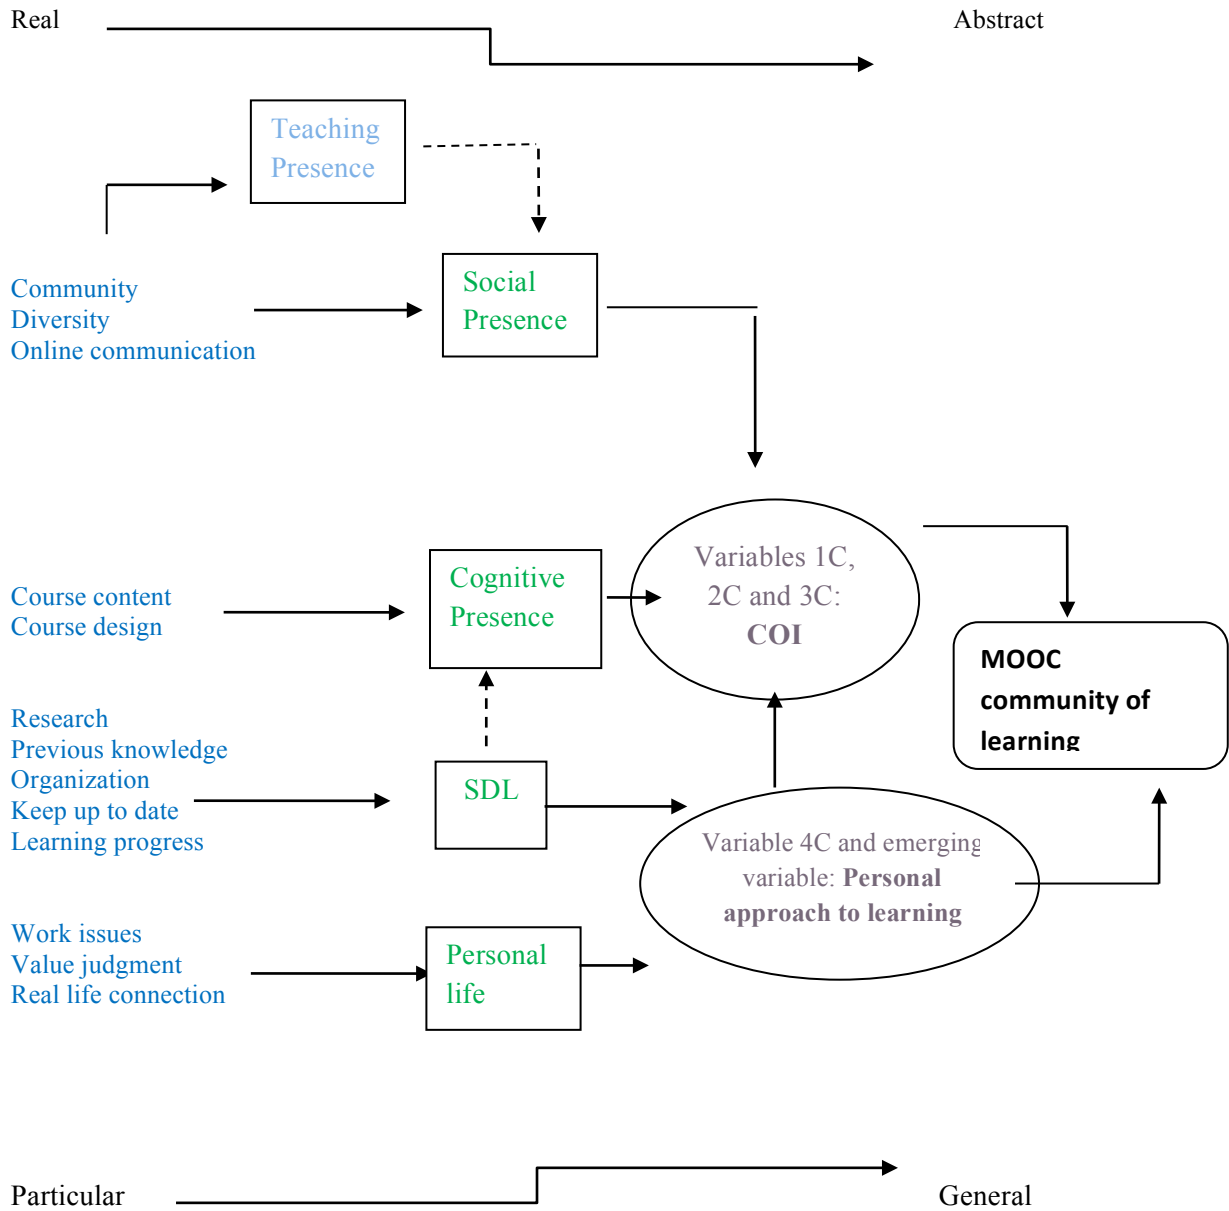 Real
Abstract
Teaching
Presence
Community
Diversity
Online communication
Social
Presence
Course content
Course design
Cognitive
Presence
Variables 1C,
2C and 3C:
COI
MOOC
community of
learning
Research
Previous knowledge
Organization
Keep up to date
Learning progress
SDL
Variable 4C and emerging
variable: Personal
approach to learning
Work issues
Value judgment
Real life connection
Personal
life
Particular
General